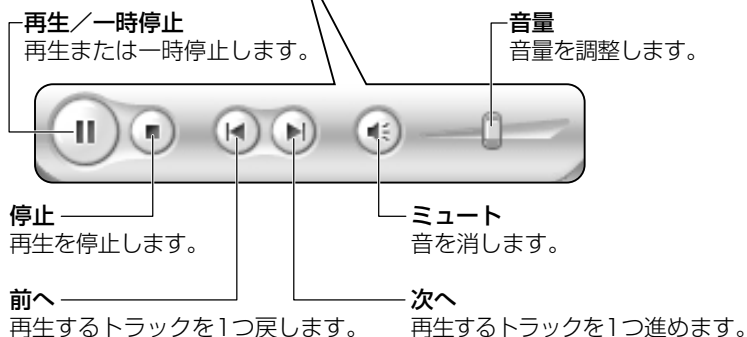 再生／一時停止
再生または一時停止します。
音量
音量を調整します。
停止
再生を停止します。
ミュート
音を消します。
前へ
再生するトラックを1つ戻します。
次へ
再生するトラックを1つ進めます。